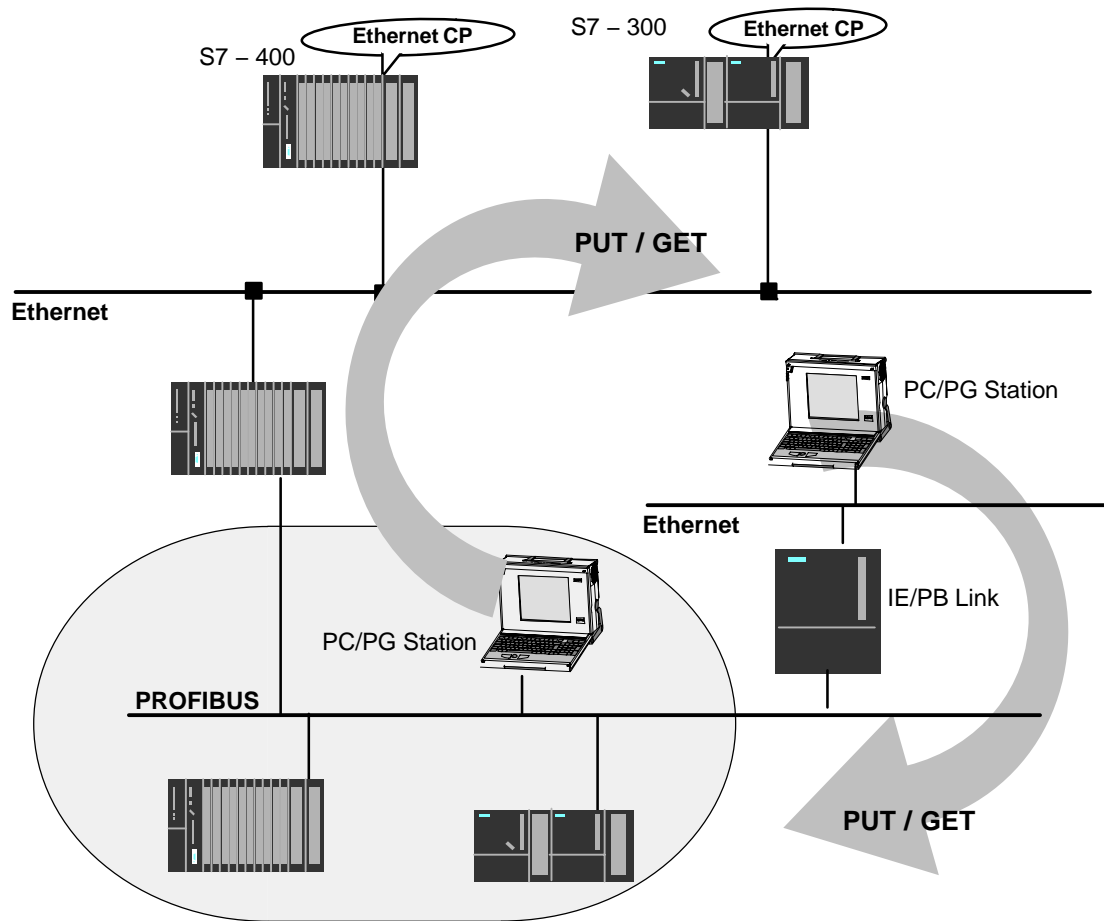 Ethernet CP
S7 – 300
Ethernet CP
S7 – 400
PUT / GET
Ethernet
PC/PG Station
Ethernet
IE/PB Link
PC/PG Station
PROFIBUS
PUT / GET